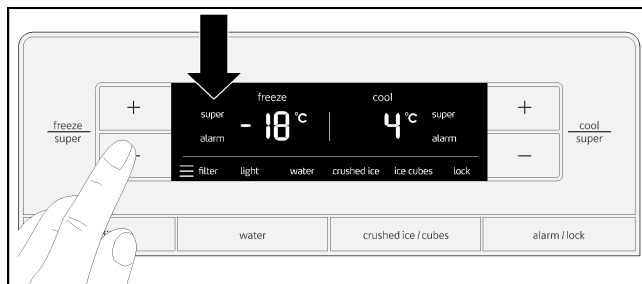 freeze
super
+
-
super
alarm
freeze
- 18 °C
cool
4 °C
super
alarm
filter light water crushed ice ice cubes lock
+
—
cool
super
water
crushed ice / cubes
alarm / lock